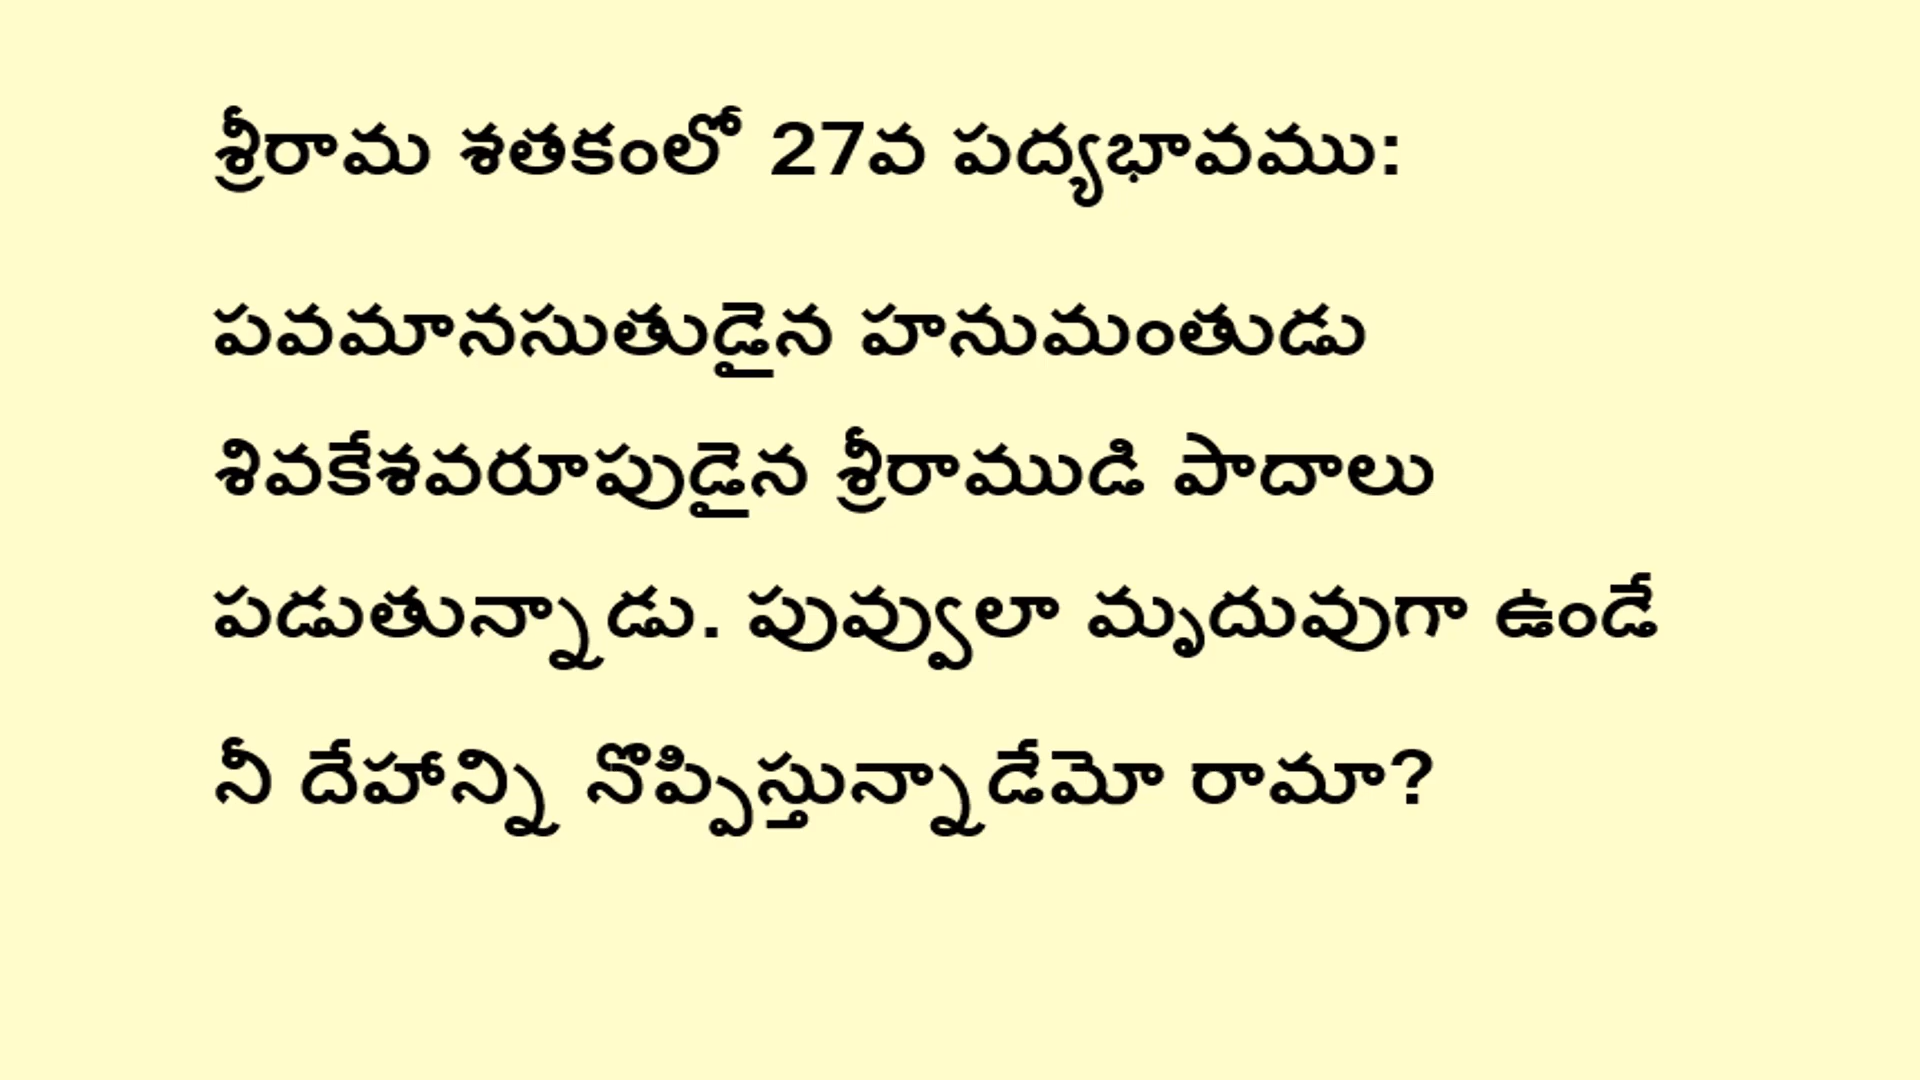 శ్రీరామ శతకంలో 27వ పద్యభావము:
పవమానసుతుడైన హనుమంతుడు
శివకేశవరూపుడైన శ్రీరాముడి పాదాలు
పడుతున్నాడు. పువ్వులా మృదువుగా ఉండే
నీ దేహాన్ని నొప్పిస్తున్నాడేమో రామా?